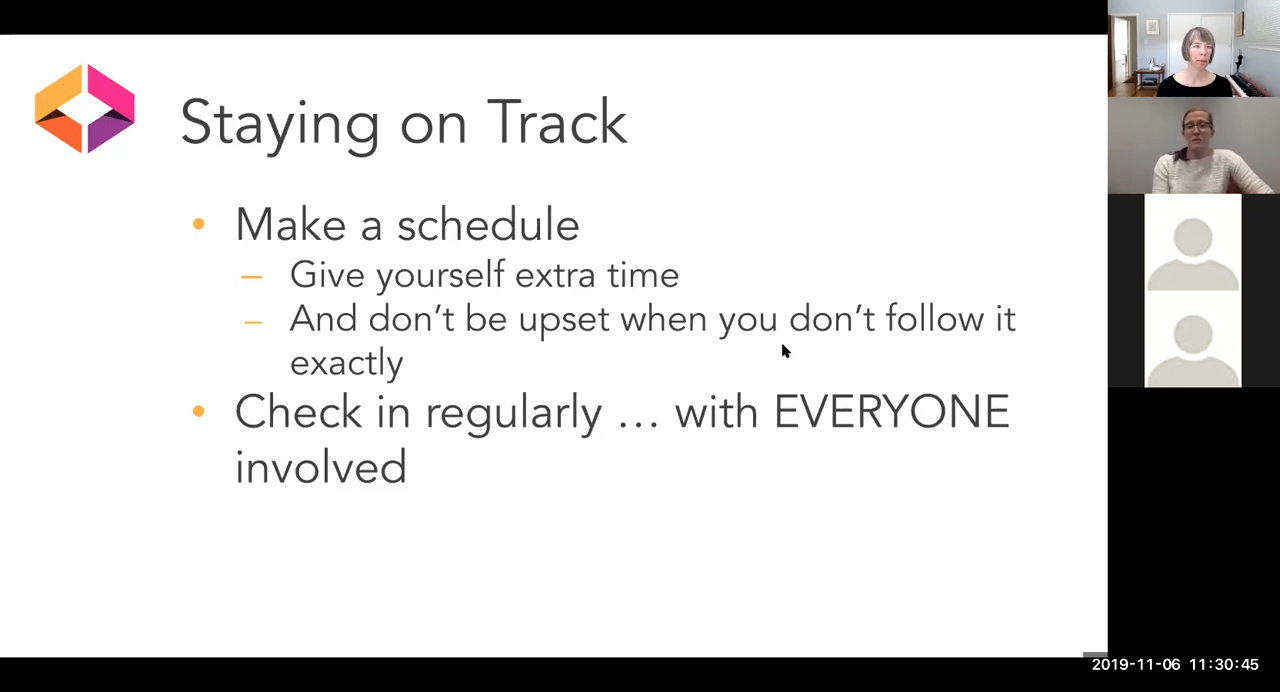 Staying on Track
• Make a schedule
– Give yourself extra time
– And don’t be upset when you don’t follow it
exactly
• Check in regularly … with EVERYONE
involved
2019-11-06 11:30:45